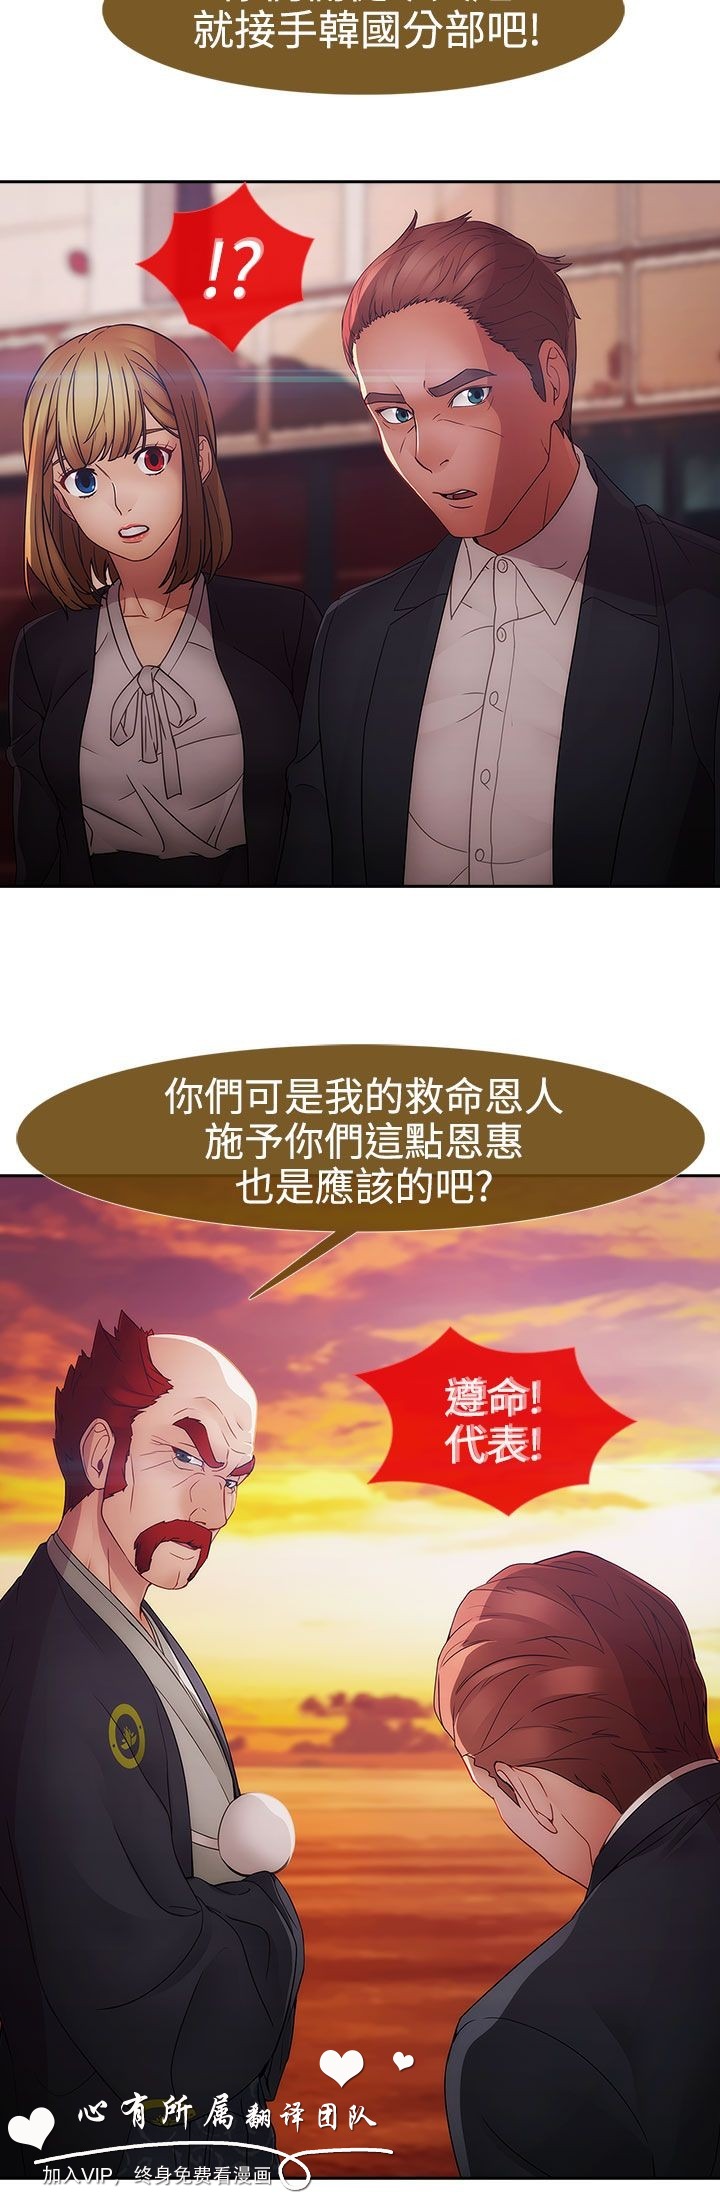 就接手韓國分部吧!
!?
你們可是我的救命恩人
施予你們這點恩惠
也是應該的吧?
遵命!
代表!
心有所属翻译团队
加入VIP，终身免费看漫画